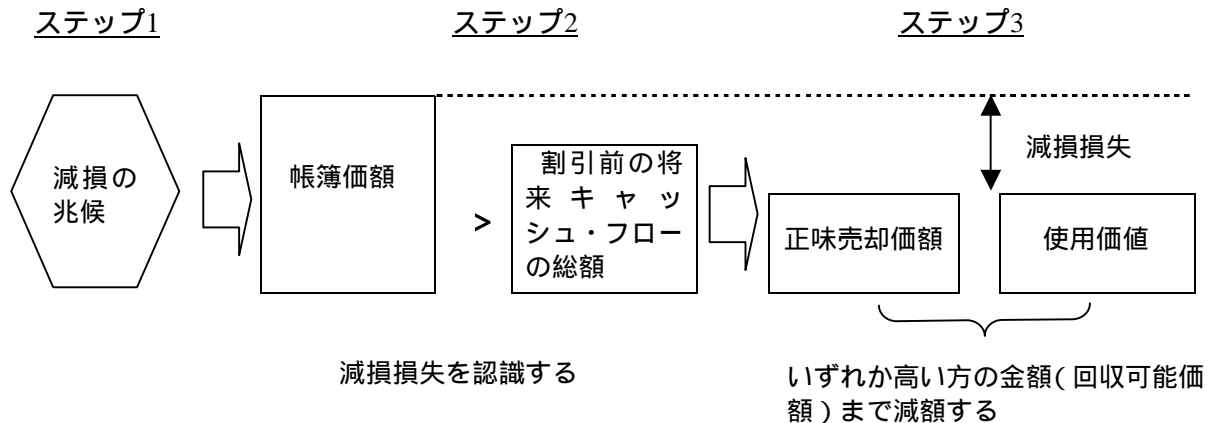 ステップ1
ステップ2
ステップ3
減損の
兆候
帳簿価額
>
割引前の将
来キャッ
シュ・フロー
の総額
減損損失
正味売却価額
使用価値
減損損失を認識する
いずれか高い方の金額(回収可能価
額)まで減額する